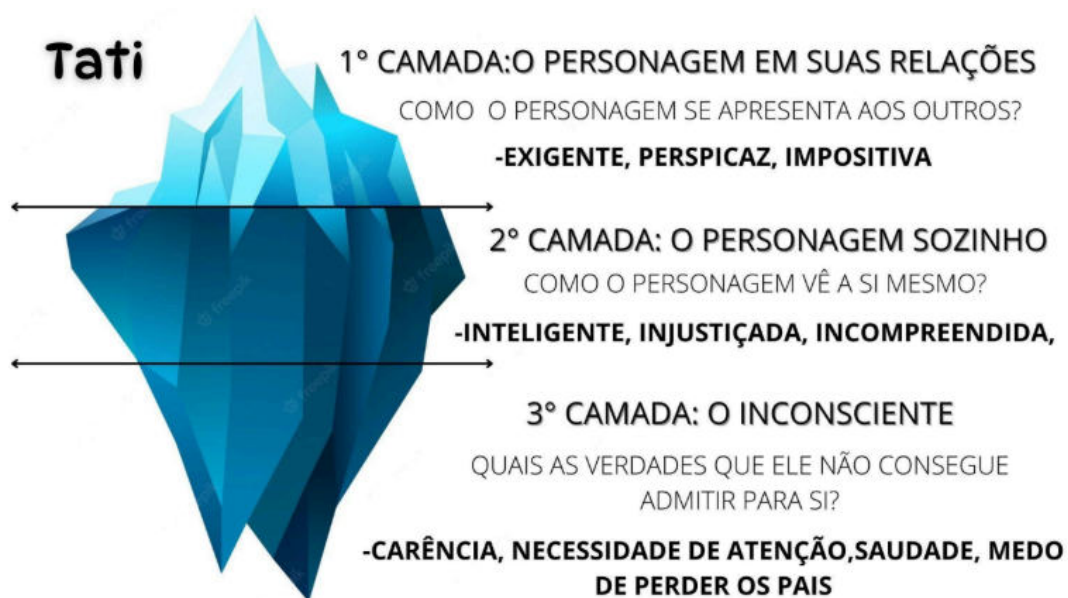 Tati
1° CAMADA:O PERSONAGEM EM SUAS RELAÇÕES
COMO O PERSONAGEM SE APRESENTA AOS OUTROS?
-EXIGENTE, PERSPICAZ, IMPOSITIVA
2° CAMADA: O PERSONAGEM SOZINHO
COMO O PERSONAGEM VÊ A SI MESMO?
-INTELIGENTE, INJUSTIÇADA, INCOMPREENDIDA,
3° CAMADA: O INCONSCIENTE
QUAIS AS VERDADES QUE ELE NÃO CONSEGUE
ADMITIR PARA SI?
-CARÊNCIA, NECESSIDADE DE ATENÇÃO,SAUDADE, MEDO
DE PERDER OS PAIS